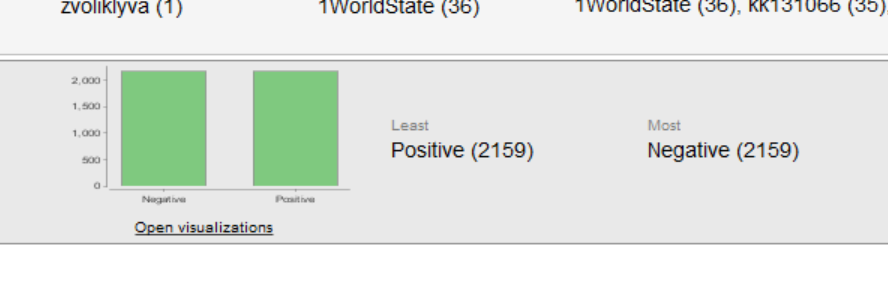 zvoliklyva (1) 1WorldState (36) 1WorldState (36), kk131066 (35),
2,000
1,500
1,000
500
0
Negative Positive
Open visualizations
Least
Positive (2159)
Most
Negative (2159)